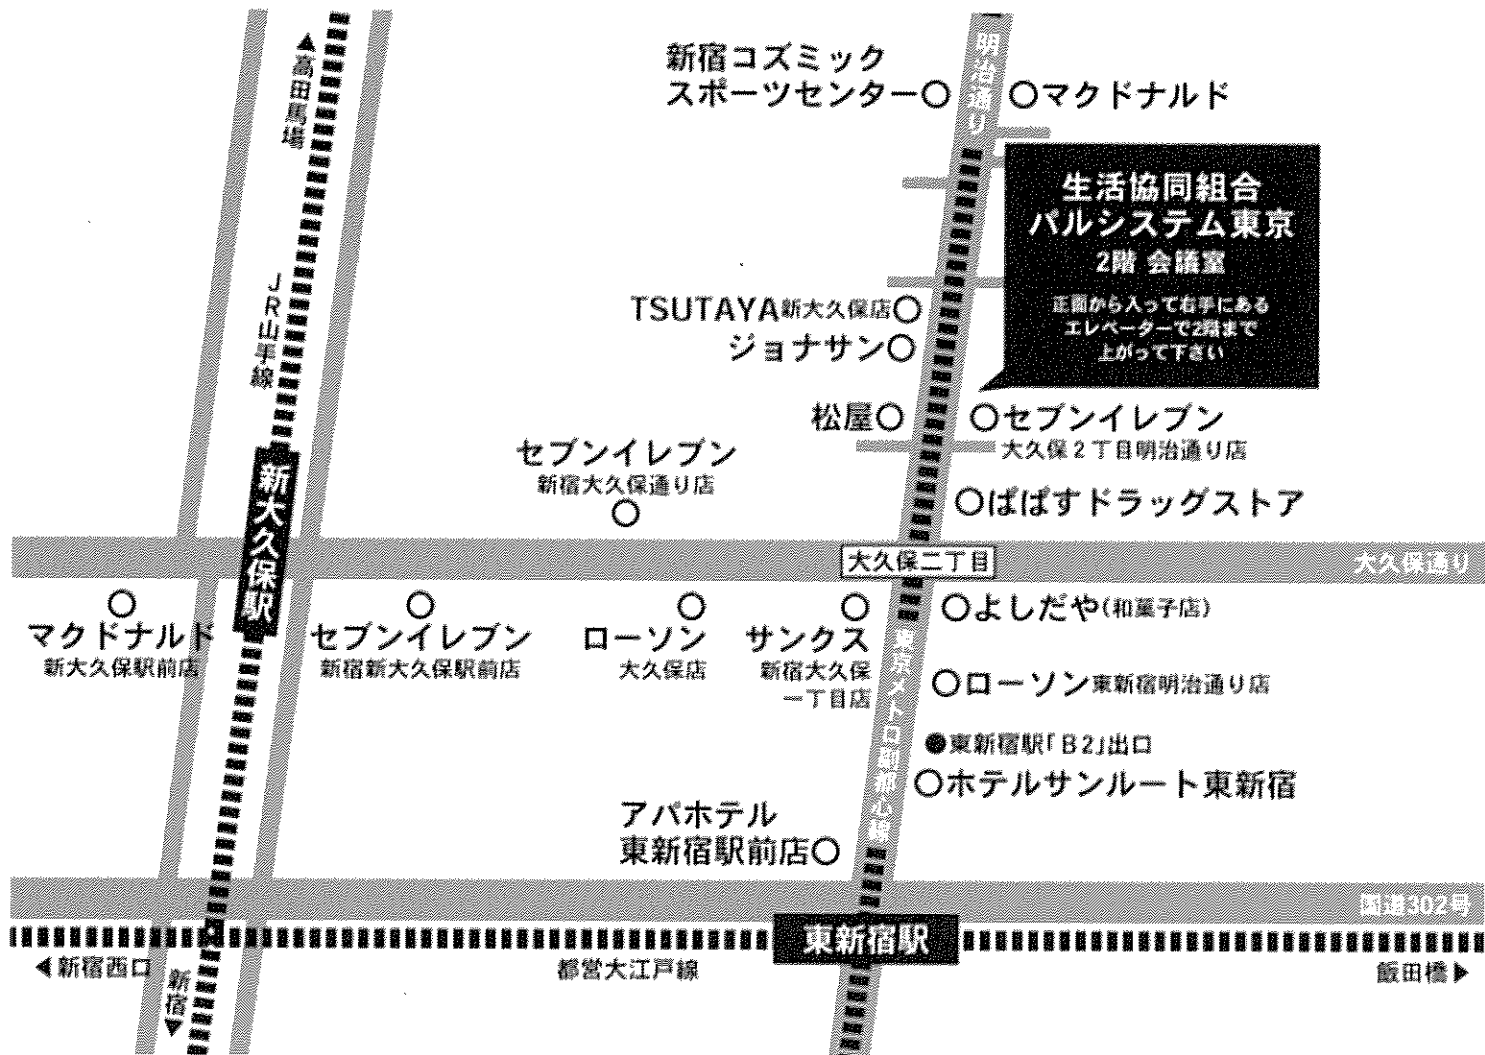 ▲高田馬場
JR山手線
新大久保駅
新宿コズミック
スポーツセンター
明治通り
マクドナルド
生活協同組合
パルシステム東京
2階 会議室
正面から入って右手にある
エレベーターで2階まで
上がって下さい
TSUTAYA新大久保店
ジョナサン
松屋
セブンイレブン
大久保2丁目明治通り店
セブンイレブン
新宿大久保通り店
ぱぱすドラッグストア
大久保二丁目
大久保通り
マクドナルド
新大久保駅前店
セブンイレブン
新宿新大久保駅前店
ローソン
大久保店
サンクス
新宿大久保
一丁目店
よしだや(和菓子店)
東京メトロ副都心線
ローソン東新宿明治通り店
●東新宿駅「B2」出口
ホテルサンルート東新宿
アパホテル
東新宿駅前店
国道302号
東新宿駅
◀新宿西口
新宿▼
都営大江戸線
飯田橋▶